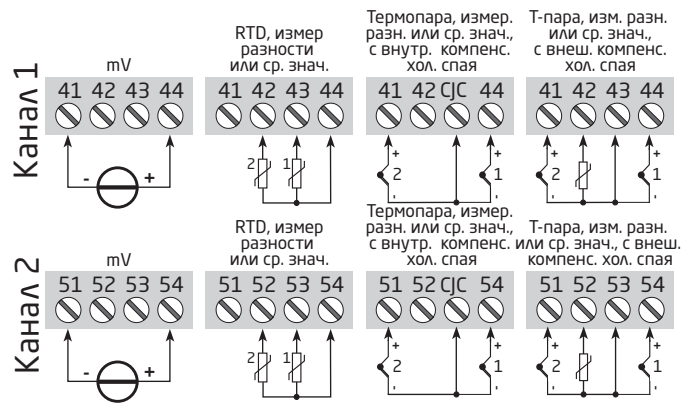 Канал 1
mV
41 42 43 44
- +
RTD, измер
разности
или ср. знач.
41 42 43 44
2 1
Термопара, измер.
разн. или ср. знач.,
с внутр. компенс.
хол. спая
41 42 CJC 44
+ +
2 1
- -
Т-пара, изм. разн.
или ср. знач.,
с внеш. компенс.
хол. спая
41 42 43 44
+ +
2 1
- -
Канал 2
mV
51 52 53 54
- +
RTD, измер
разности
или ср. знач.
51 52 53 54
2 1
Термопара, измер.
разн. или ср. знач.,
с внутр. компенс.
хол. спая
51 52 CJC 54
+ +
2 1
- -
Т-пара, изм. разн.
или ср. знач., с внеш.
компенс. хол. спая
51 52 53 54
+ +
2 1
- -